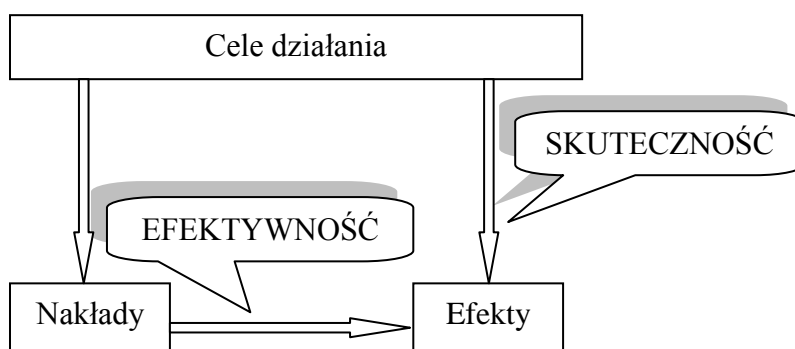 Cele działania
SKUTECZNOŚĆ
EFEKTYWNOŚĆ
Nakłady
Efekty